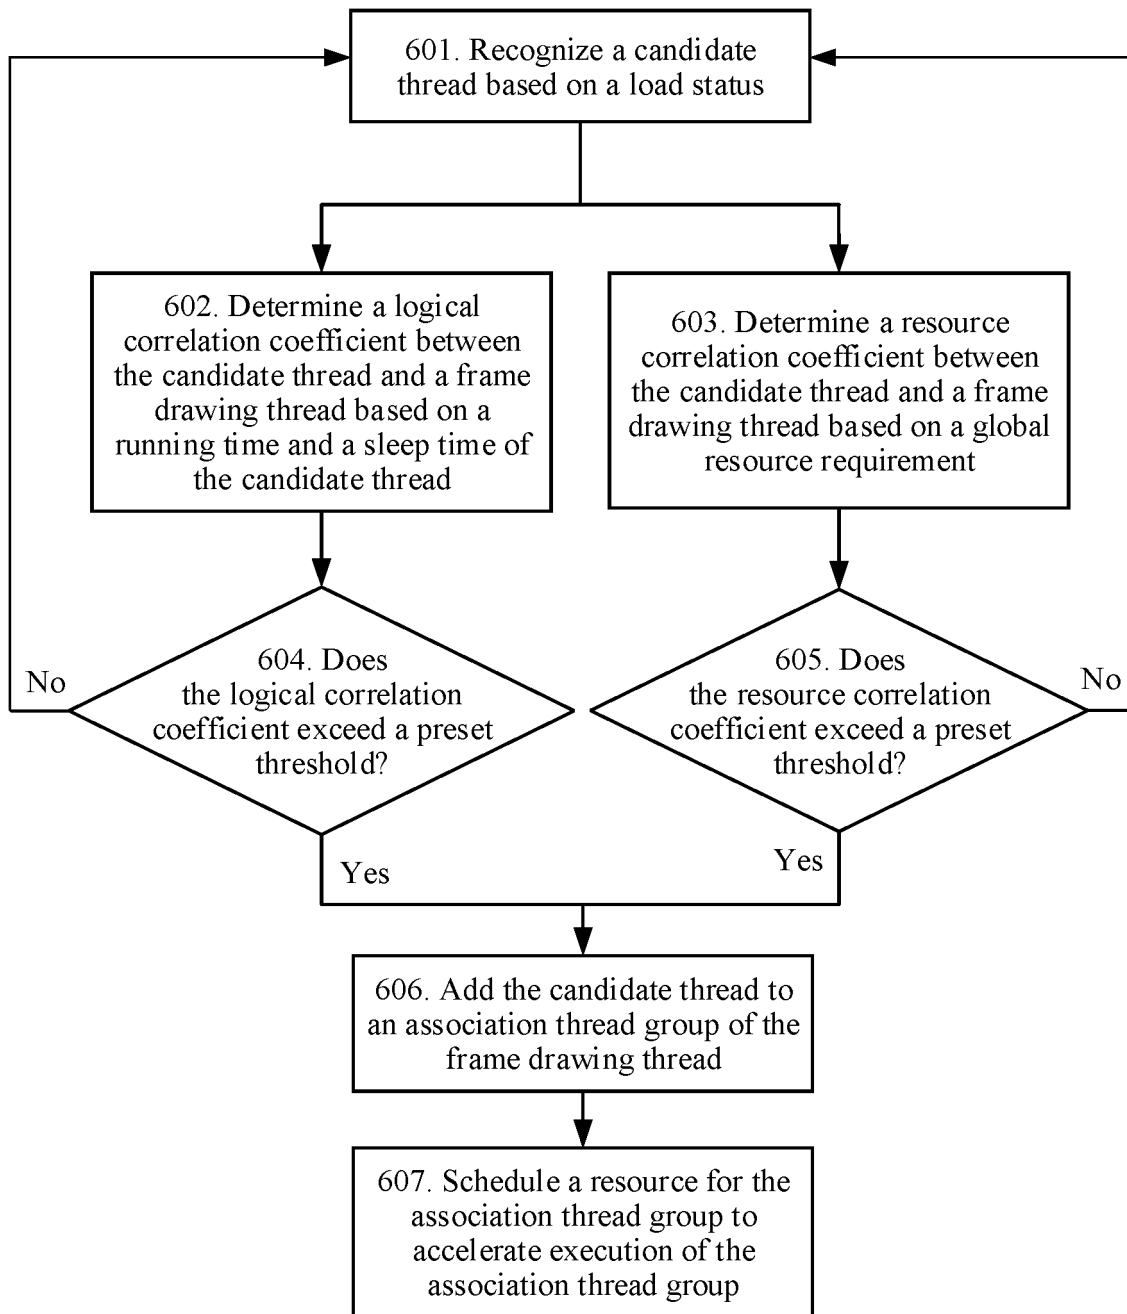 601. Recognize a candidate
thread based on a load status
602. Determine a logical
correlation coefficient between
the candidate thread and a frame
drawing thread based on a
running time and a sleep time of
the candidate thread
603. Determine a resource
correlation coefficient between
the candidate thread and a frame
drawing thread based on a global
resource requirement
604. Does
the logical correlation
coefficient exceed a preset
threshold?
No
605. Does
the resource correlation
coefficient exceed a preset
threshold?
No
Yes
Yes
606. Add the candidate thread to
an association thread group of the
frame drawing thread
607. Schedule a resource for the
association thread group to
accelerate execution of the
association thread group